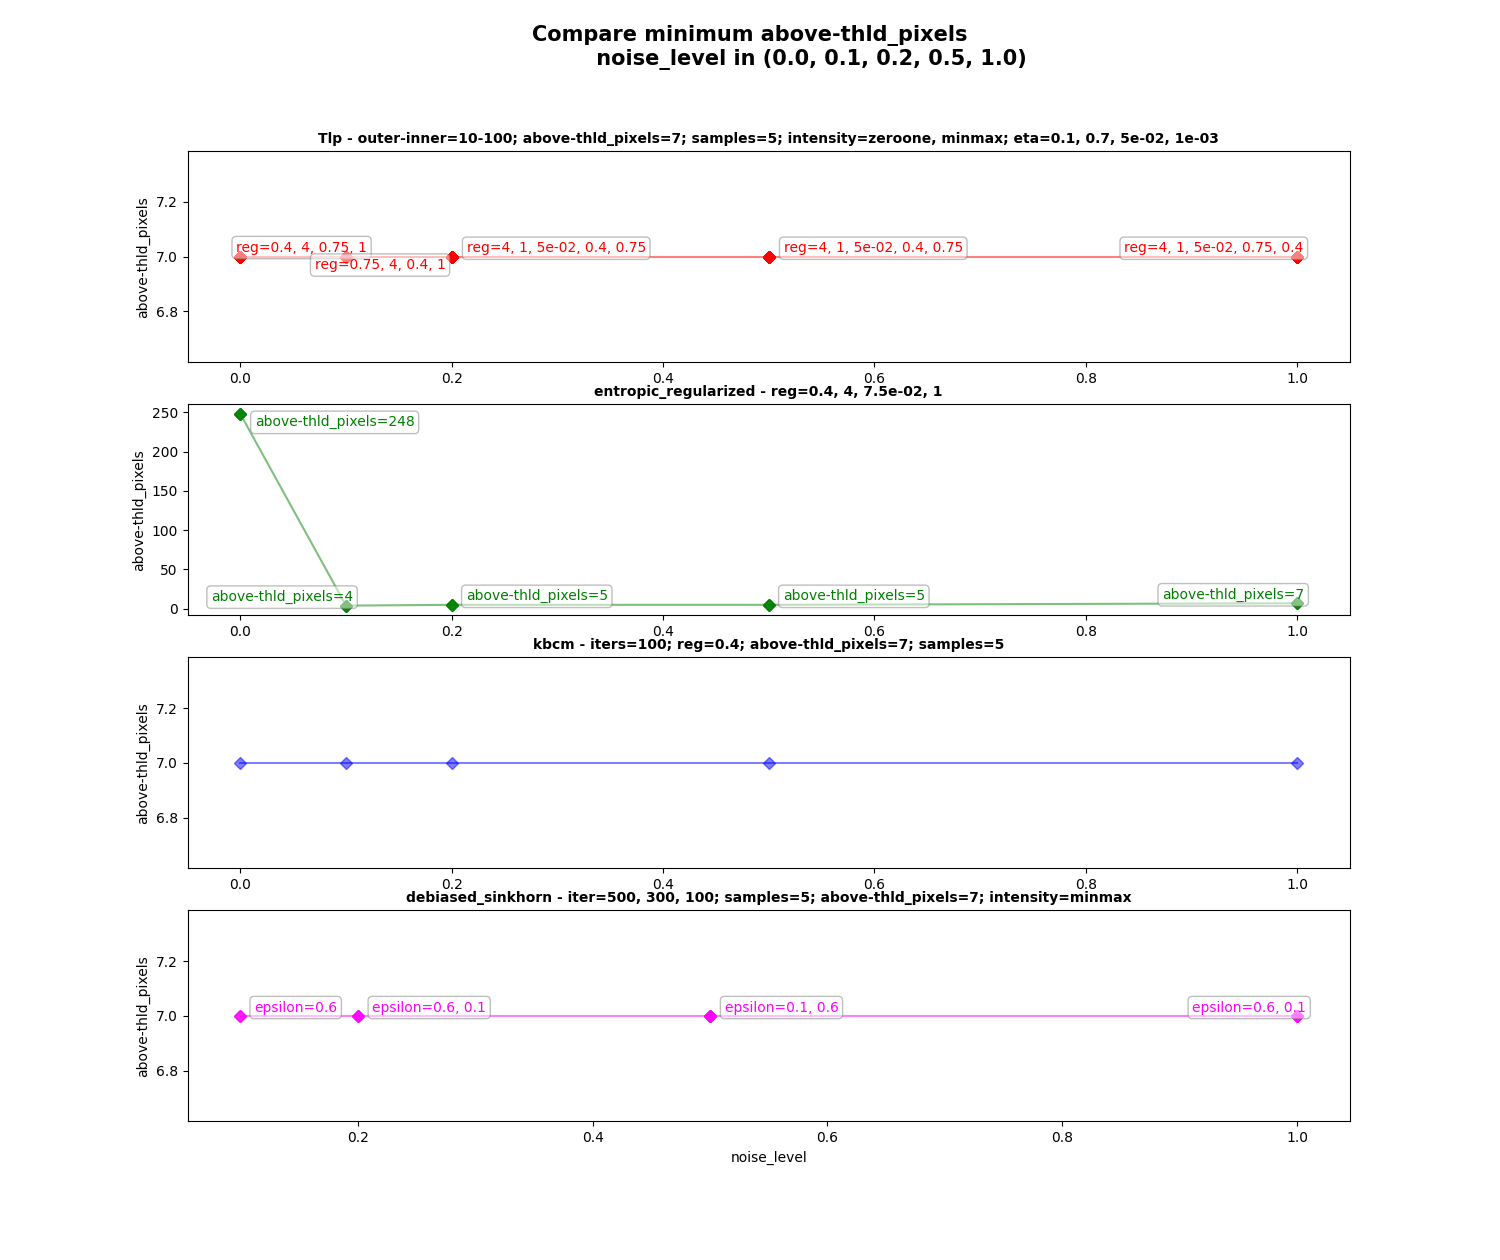 Compare minimum above-thld_pixels
noise_level in (0.0, 0.1, 0.2, 0.5, 1.0)
Tlp - outer-inner=10-100; above-thld_pixels=7; samples=5; intensity=zeroone, minmax; eta=0.1, 0.7, 5e-02, 1e-03
above-thld_pixels
7.2
7.0
6.8
reg=0.4, 4, 0.75, 1
reg=0.75, 4, 0.4, 1
reg=4, 1, 5e-02, 0.4, 0.75
reg=4, 1, 5e-02, 0.4, 0.75
reg=4, 1, 5e-02, 0.75, 0.4
0.0 0.2 0.4 0.6 0.8 1.0
entropic_regularized - reg=0.4, 4, 7.5e-02, 1
above-thld_pixels
250
200
150
100
50
0
above-thld_pixels=248
above-thld_pixels=4
above-thld_pixels=5
above-thld_pixels=5
above-thld_pixels=7
0.0 0.2 0.4 0.6 0.8 1.0
kbcm - iters=100; reg=0.4; above-thld_pixels=7; samples=5
above-thld_pixels
7.2
7.0
6.8
0.0 0.2 0.4 0.6 0.8 1.0
debiased_sinkhorn - iter=500, 300, 100; samples=5; above-thld_pixels=7; intensity=minmax
above-thld_pixels
7.2
7.0
6.8
epsilon=0.6
epsilon=0.6, 0.1
epsilon=0.1, 0.6
epsilon=0.6, 0.1
0.2 0.4 0.6 0.8 1.0
noise_level